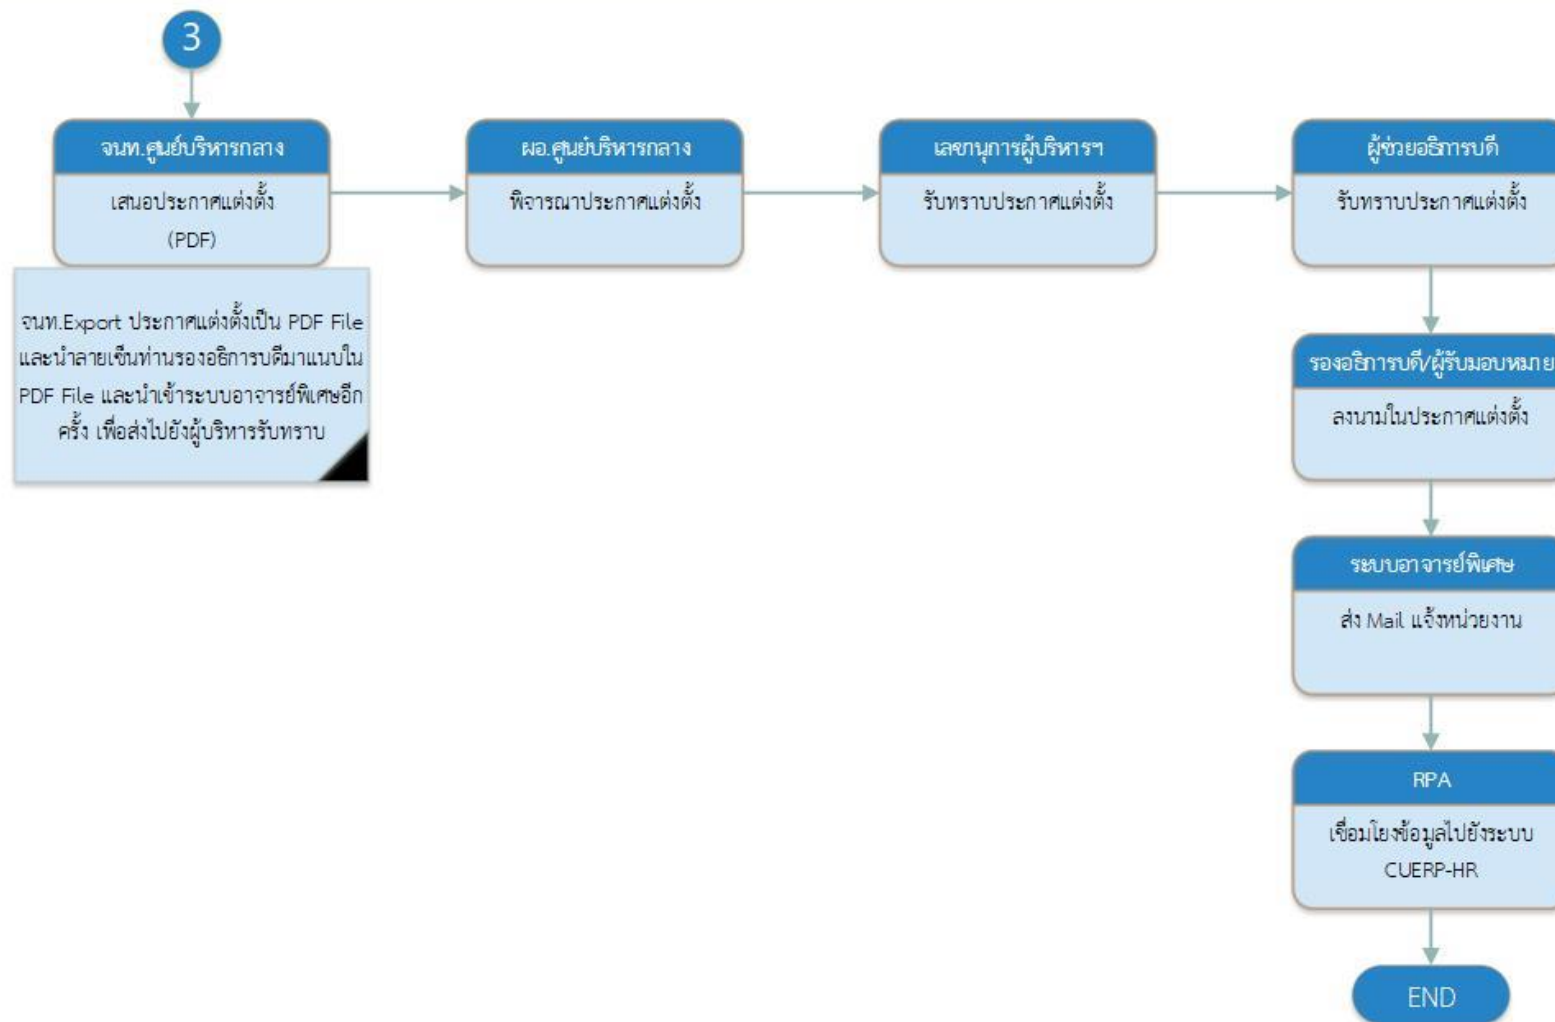 3
จนท.ศูนย์บริหารกลาง
เสนอประกาศแต่งตั้ง
(PDF)
จนท.Export ประกาศแต่งตั้งเป็น PDF File
และนำลายเซ็นท่านรองอธิการบดีมาแนบใน
PDF File และนำเข้าระบบอาจารย์พิเศษอีก
ครั้ง เพื่อส่งไปยังผู้บริหารรับทราบ
ผอ.ศูนย์บริหารกลาง
พิจารณาประกาศแต่งตั้ง
เลขานุการผู้บริหารฯ
รับทราบประกาศแต่งตั้ง
ผู้ช่วยอธิการบดี
รับทราบประกาศแต่งตั้ง
รองอธิการบดี/ผู้รับมอบหมาย
ลงนามในประกาศแต่งตั้ง
ระบบอาจารย์พิเศษ
ส่ง Mail แจ้งหน่วยงาน
RPA
เชื่อมโยงข้อมูลไปยังระบบ
CUERP-HR
END